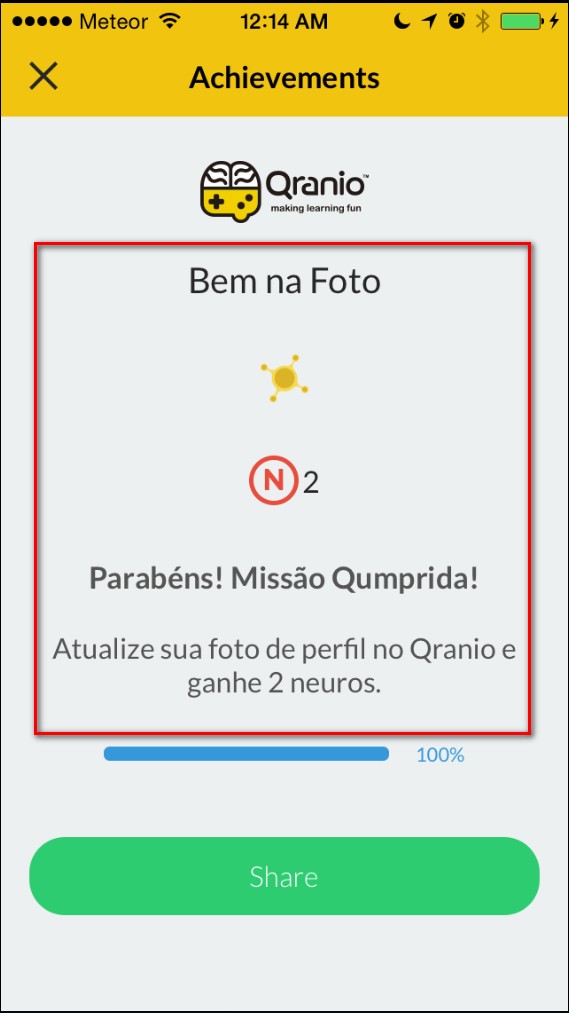 Meteor 12:14 AM
Achievements
Qranio™
making learning fun
Bem na Foto
N 2
Parabéns! Missão Qumprida!
Atualize sua foto de perfil no Qranio e
ganhe 2 neuros.
100%
Share